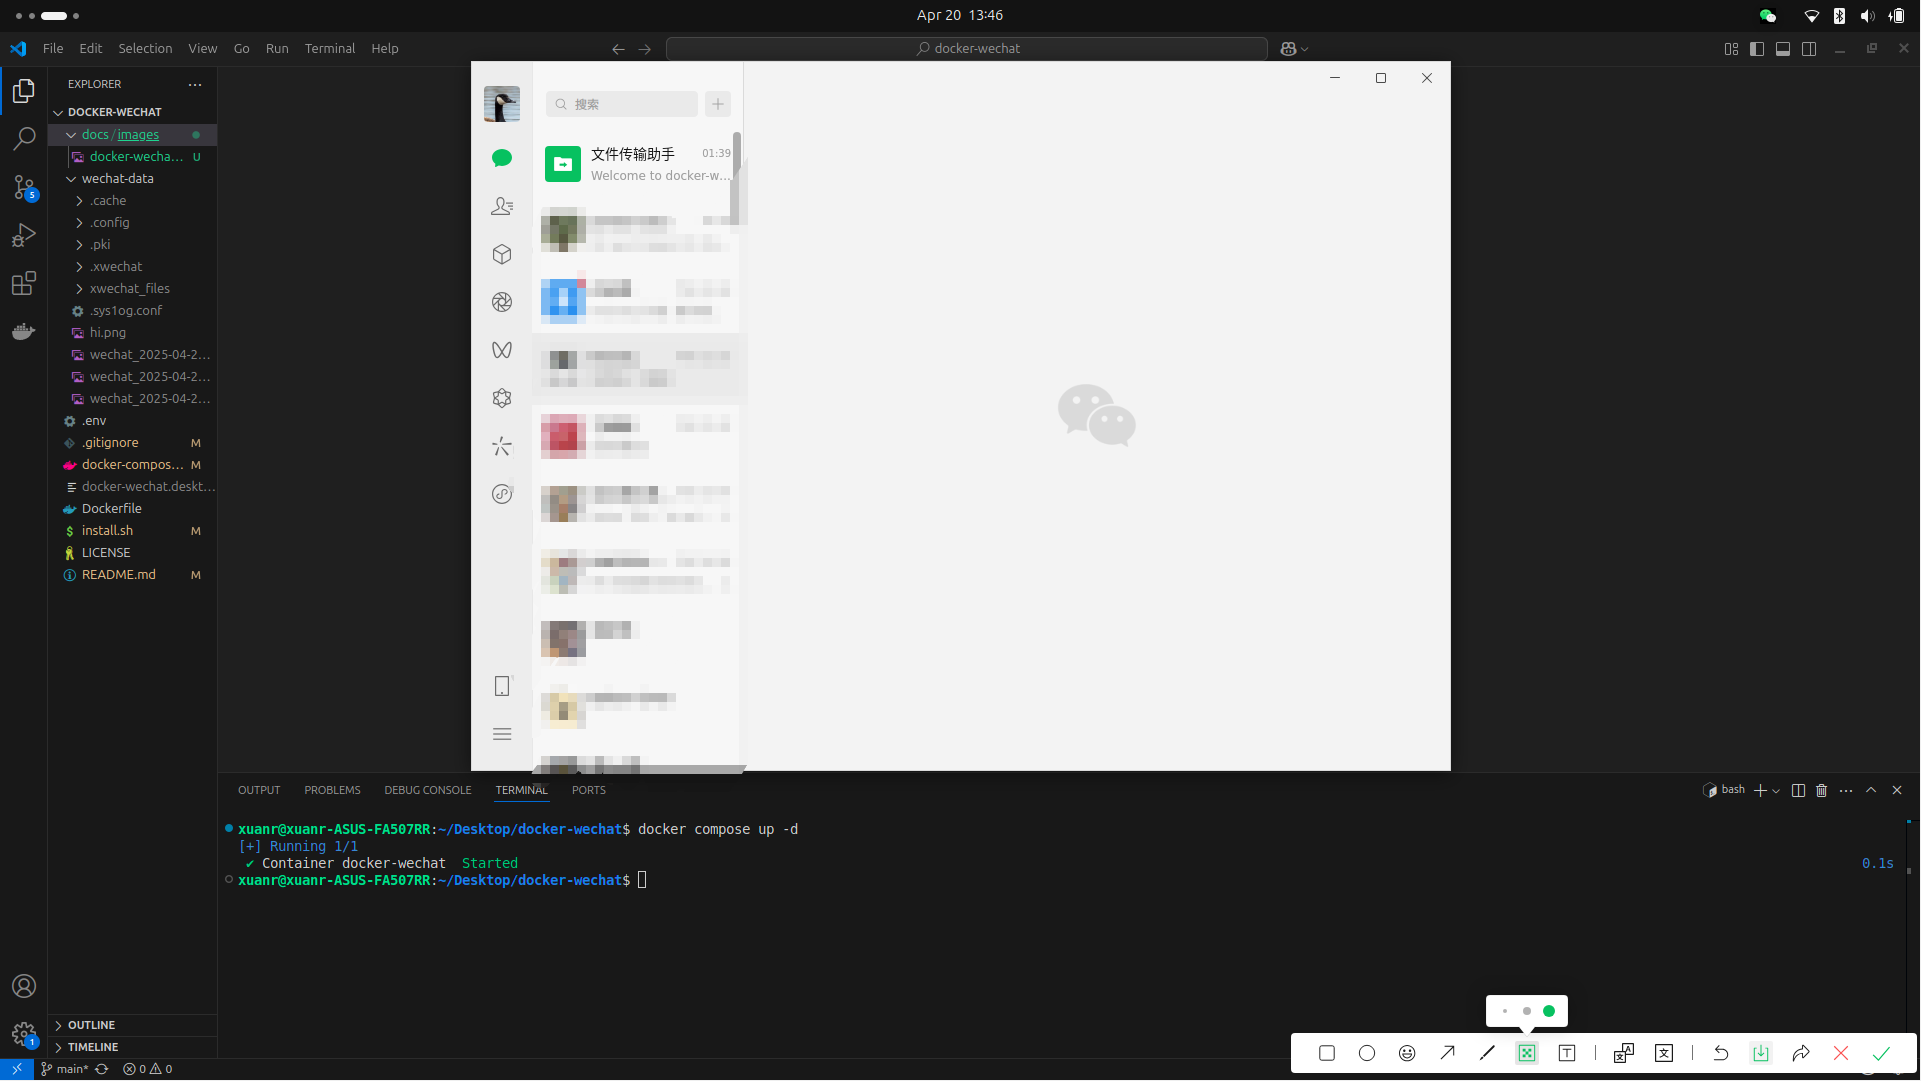 Apr 20 13:46
File Edit Selection View Go Run Terminal Help
docker-wechat
EXPLORER
DOCKER-WECHAT
docs/images
docker-wecha... U
wechat-data
.cache
.config
.pki
.xwechat
xwechat_files
.sys1og.conf
hi.png
wechat_2025-04-2...
wechat_2025-04-2...
wechat_2025-04-2...
.env
.gitignore M
docker-compos... M
docker-wechat.deskt...
Dockerfile
install.sh M
LICENSE
README.md M
OUTLINE
TIMELINE
5
1
搜索
文件传输助手 01:39
Welcome to docker-w...
OUTPUT PROBLEMS DEBUG CONSOLE TERMINAL PORTS
bash
xuanr@xuanr-ASUS-FA507RR:~/Desktop/docker-wechat$ docker compose up -d
[+] Running 1/1
✔ Container docker-wechat Started 0.1s
xuanr@xuanr-ASUS-FA507RR:~/Desktop/docker-wechat$
main* 0 0